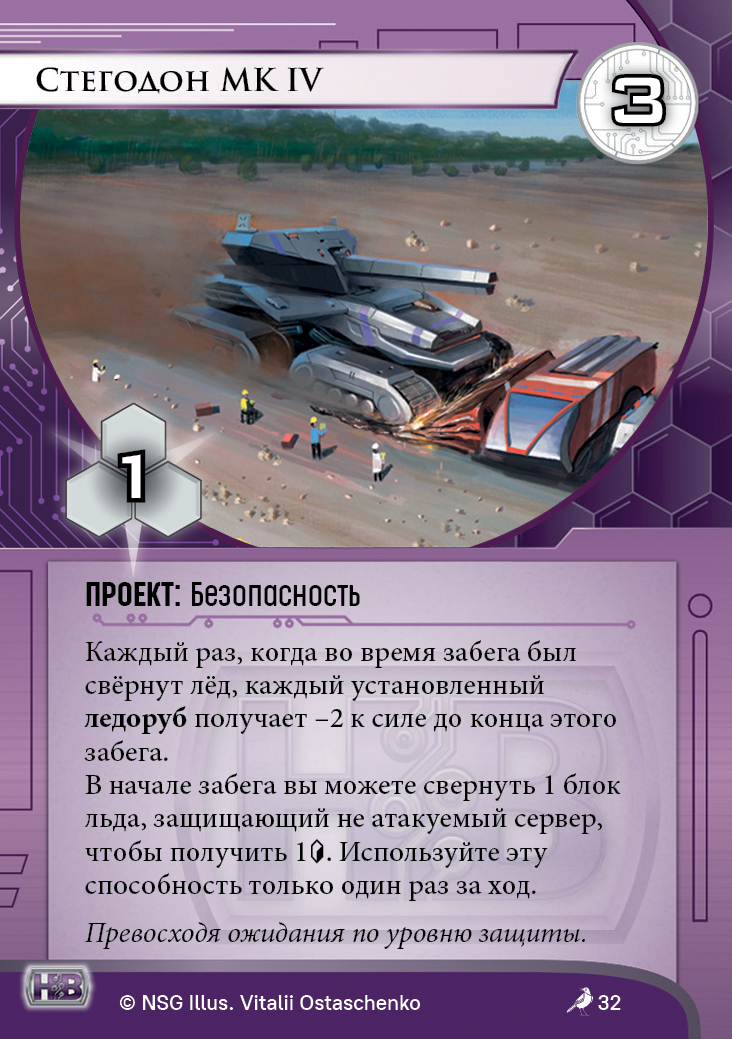 Стегодон МК IV
3
1
ПРОЕКТ: Безопасность
Каждый раз, когда во время забега был
свёрнут лёд, каждый установленный
ледоруб получает –2 к силе до конца этого
забега.
В начале забега вы можете свернуть 1 блок
льда, защищающий не атакуемый сервер,
чтобы получить 1. Используйте эту
способность только один раз за ход.
Превосходя ожидания по уровню защиты.
HB
© NSG Illus. Vitalii Ostaschenko
32